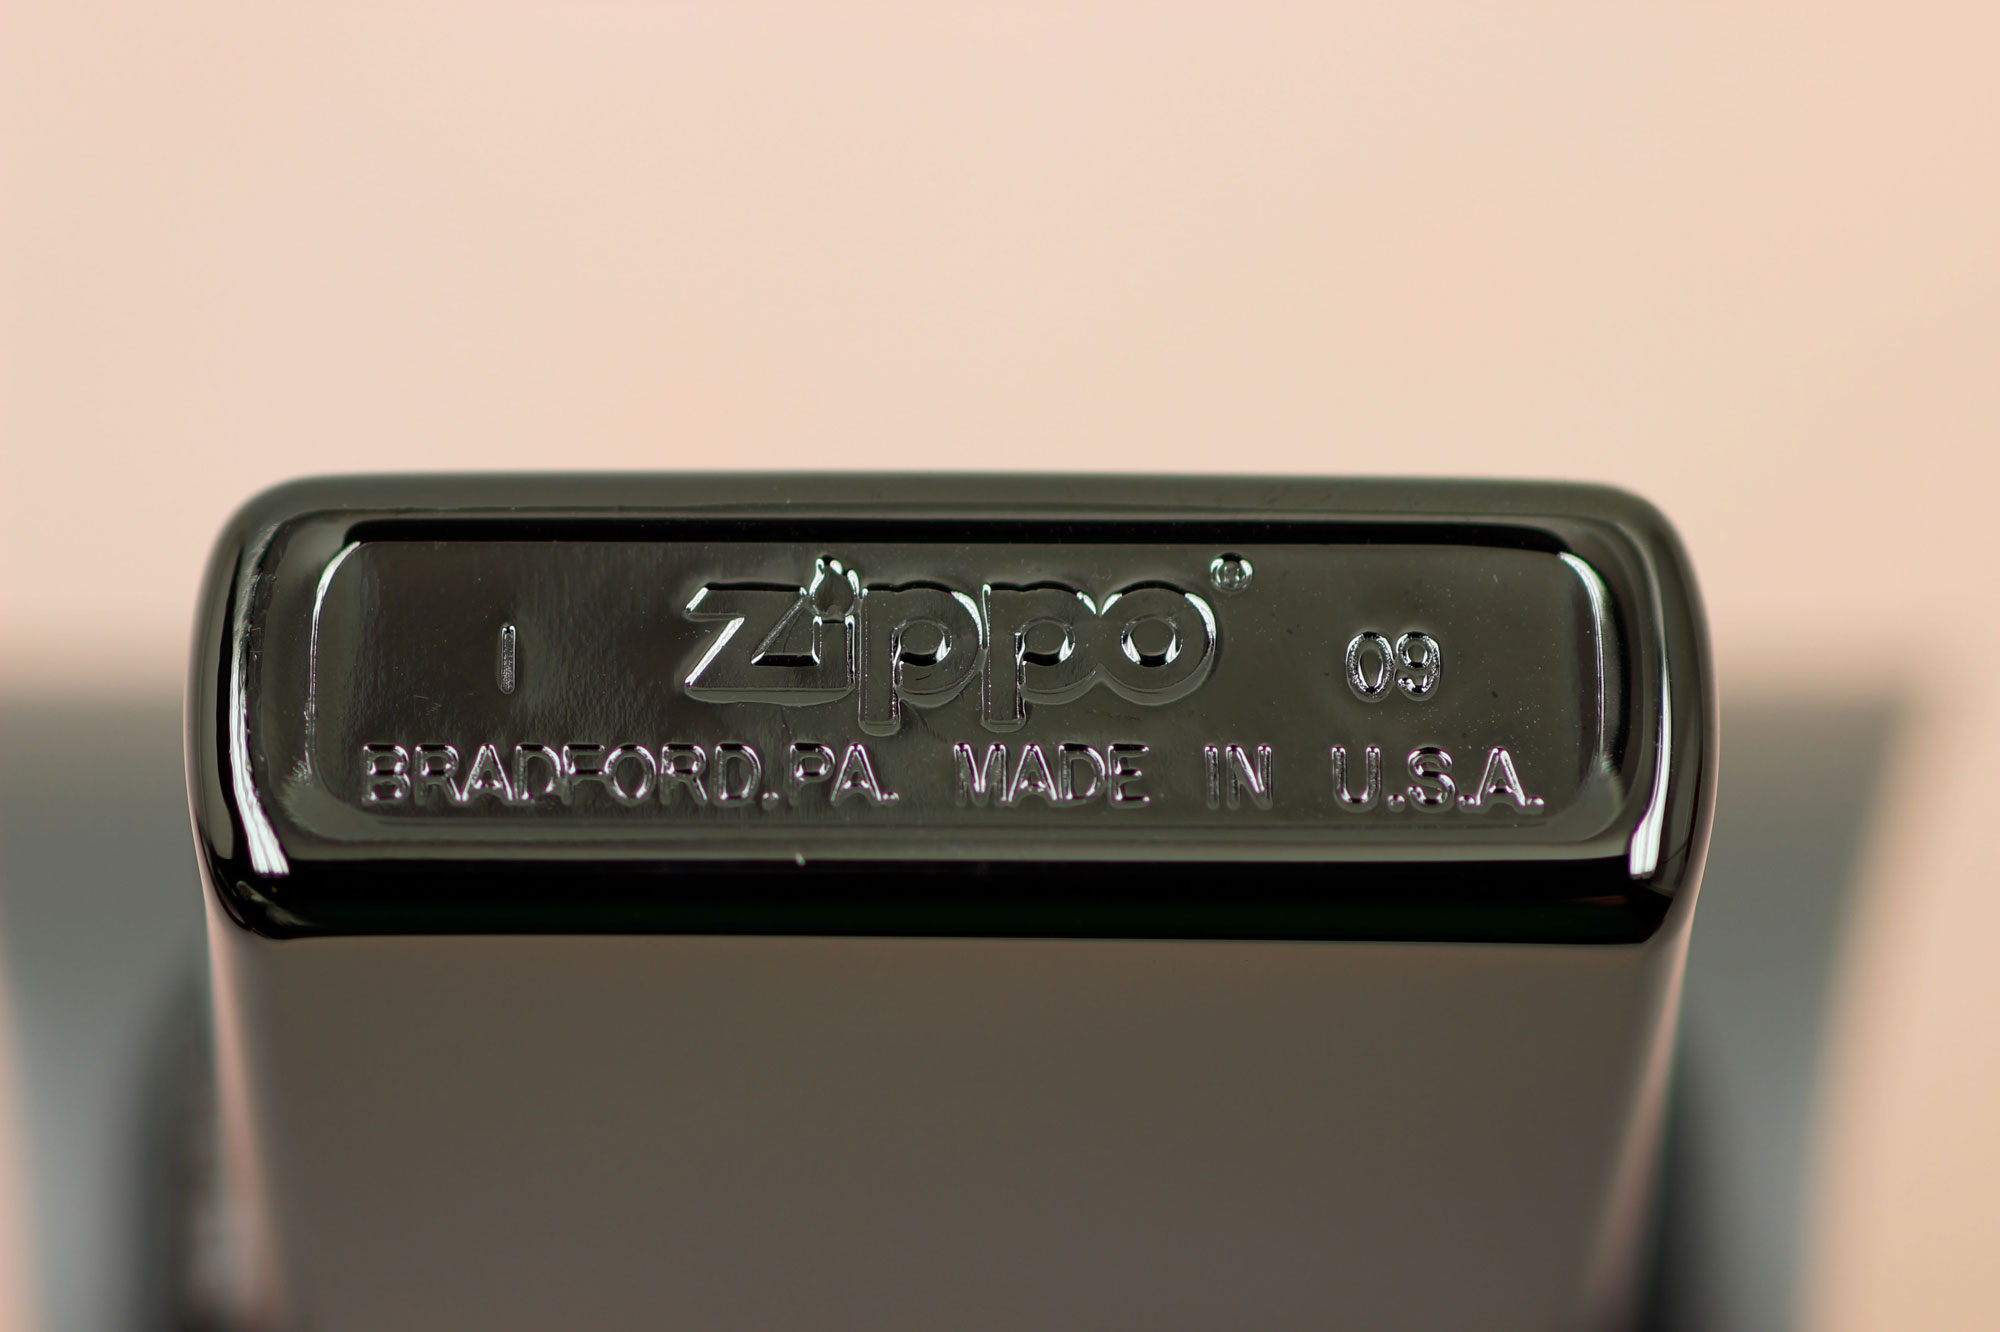 I zippo® 09
BRADFORD,PA. MADE IN U.S.A.